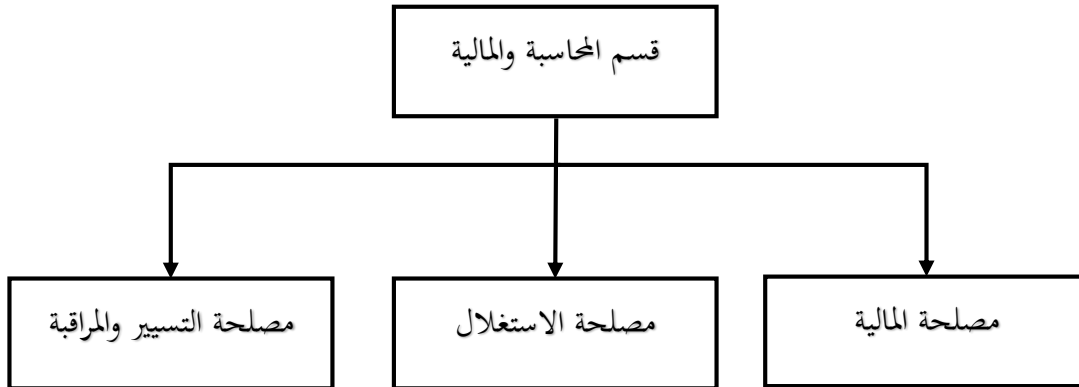 قسم المحاسبة والمالية
مصلحة المالية
مصلحة الاستغلال
مصلحة التسيير والمراقبة